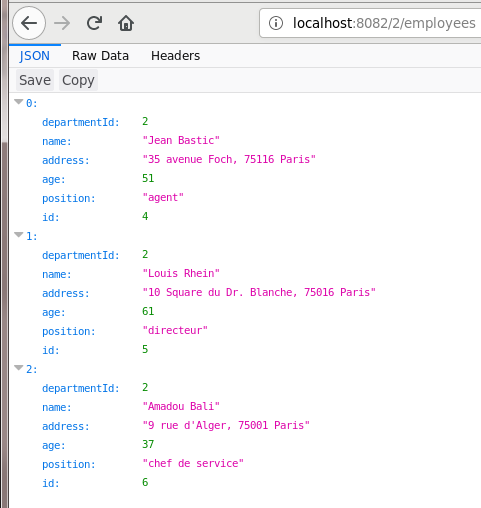 localhost:8082/2/employees
JSON Raw Data Headers
Save Copy
0:
departmentId: 2
name: "Jean Bastic"
address: "35 avenue Foch, 75116 Paris"
age: 51
position: "agent"
id: 4
1:
departmentId: 2
name: "Louis Rhein"
address: "10 Square du Dr. Blanche, 75016 Paris"
age: 61
position: "directeur"
id: 5
2:
departmentId: 2
name: "Amadou Bali"
address: "9 rue d'Alger, 75001 Paris"
age: 37
position: "chef de service"
id: 6